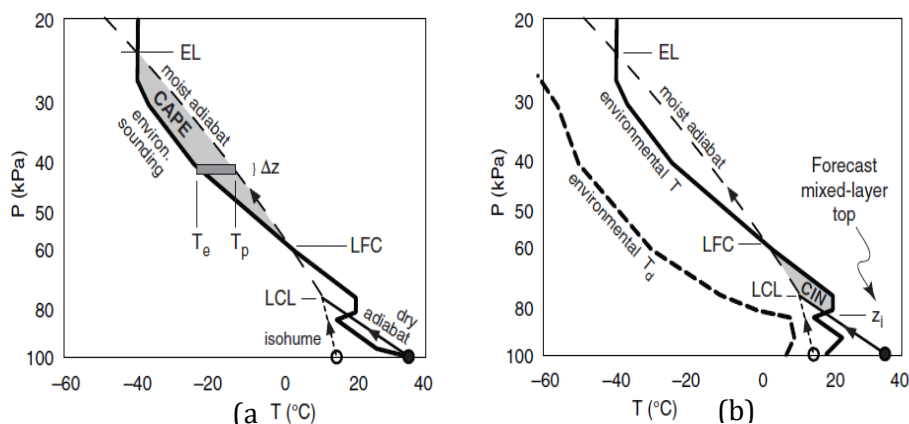 20
30
40
50
60
80
100
P (kPa)
EL
moist adiabat
CAPE
environ.
sounding
} Δz
Te
Tp
LFC
LCL
dry
adiabat
isohume
−60
−40
−20
0
20
40
(a
T (°C)
20
30
40
50
60
80
100
P (kPa)
EL
moist adiabat
environmental T
environmental Td
Forecast
mixed-layer
top
LFC
LCL
CIN
zi
−60
−40
−20
0
20
40
T (°C)
(b)